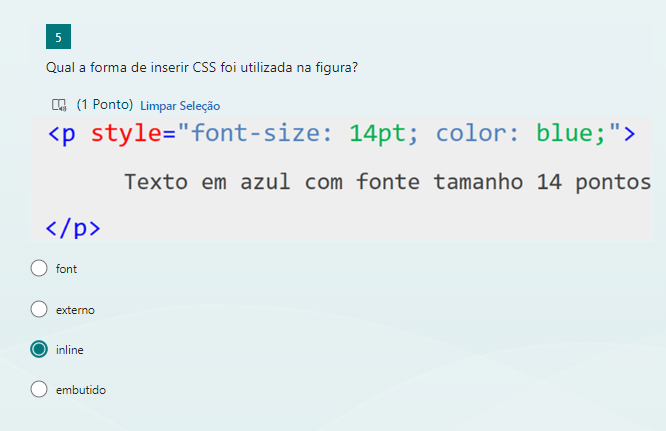 5
Qual a forma de inserir CSS foi utilizada na figura?
(1 Ponto) Limpar Seleção
<p style="font-size: 14pt; color: blue;">
Texto em azul com fonte tamanho 14 pontos
</p>
font
externo
inline
embutido